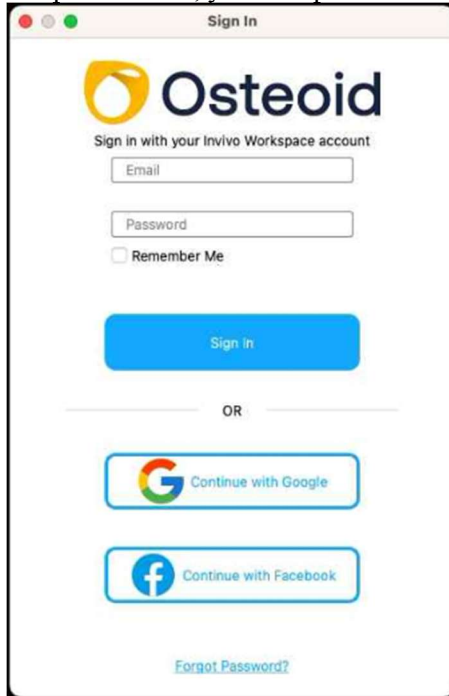 Sign In
Osteoid
Sign in with your Invivo Workspace account
Email
Password
Remember Me
Sign In
OR
Continue with Google
Continue with Facebook
Forgot Password?